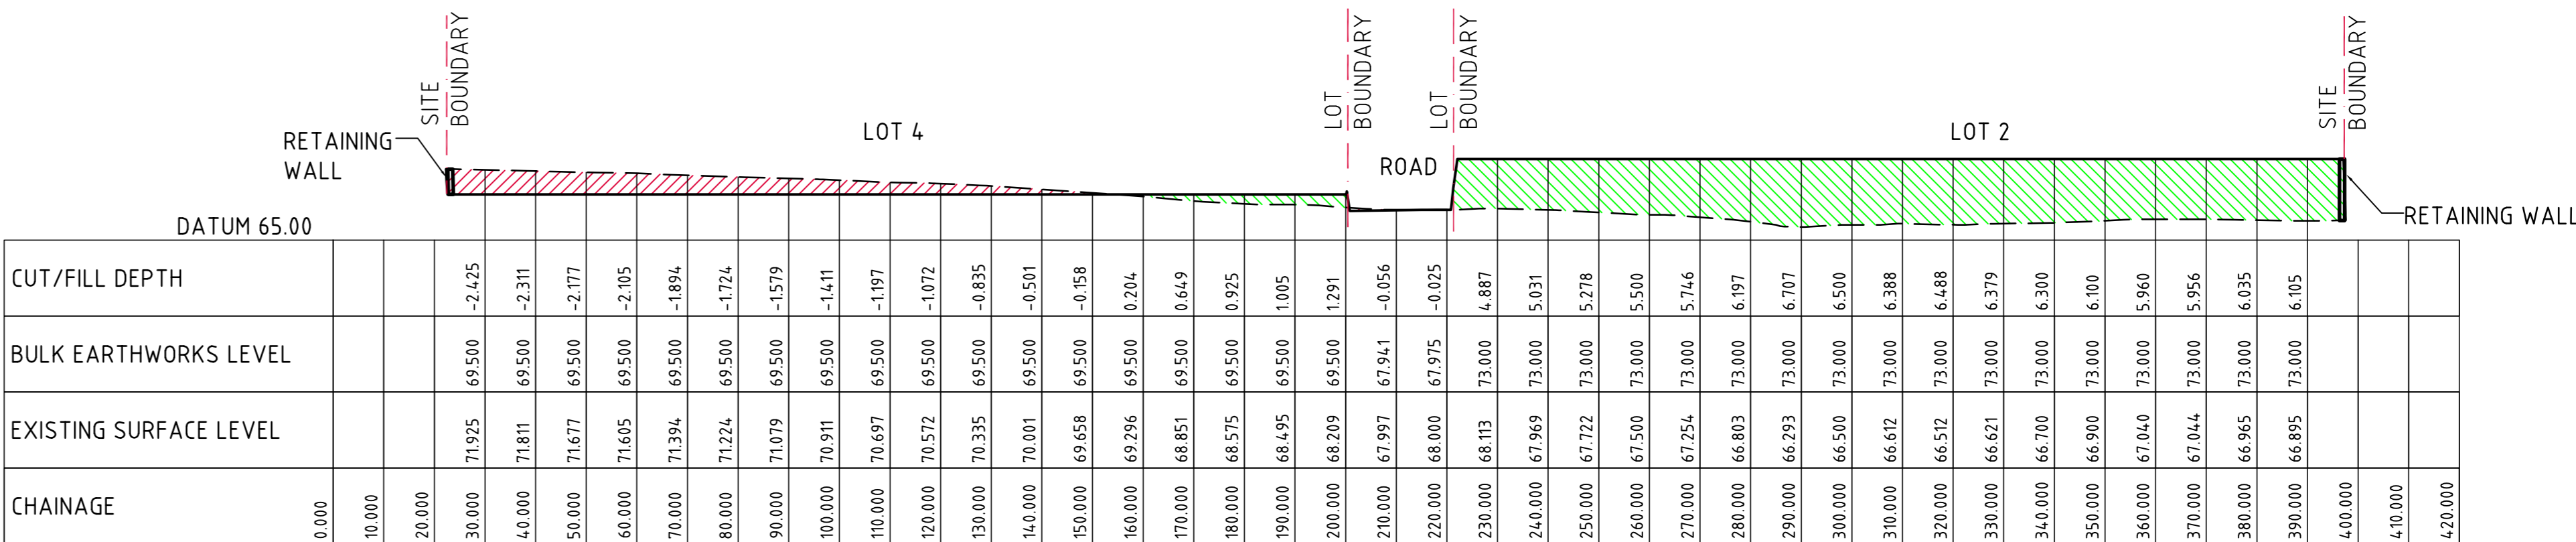 SITE
BOUNDARY
LOT
BOUNDARY
LOT
BOUNDARY
SITE
BOUNDARY
RETAINING
WALL
LOT 4
ROAD
LOT 2
RETAINING WALL
DATUM 65.00
CUT/FILL DEPTH -2.425 -2.311 -2.177 -2.105 -1.894 -1.724 -1.579 -1.411 -1.197 -1.072 -0.835 -0.501 -0.158 0.204 0.649 0.925 1.005 1.291 -0.056 -0.025 4.887 5.031 5.278 5.500 5.746 6.197 6.707 6.500 6.388 6.488 6.379 6.300 6.100 5.960 5.956 6.035 6.105
BULK EARTHWORKS LEVEL 69.500 69.500 69.500 69.500 69.500 69.500 69.500 69.500 69.500 69.500 69.500 69.500 69.500 69.500 69.500 69.500 69.500 69.500 67.941 67.975 73.000 73.000 73.000 73.000 73.000 73.000 73.000 73.000 73.000 73.000 73.000 73.000 73.000 73.000 73.000 73.000 73.000
EXISTING SURFACE LEVEL 71.925 71.811 71.677 71.605 71.394 71.224 71.079 70.911 70.697 70.572 70.335 70.001 69.658 69.296 68.851 68.575 68.495 68.209 67.997 68.000 68.113 67.969 67.722 67.500 67.254 66.803 66.293 66.500 66.612 66.512 66.621 66.700 66.900 67.040 67.044 66.965 66.895
CHAINAGE 0.000 10.000 20.000 30.000 40.000 50.000 60.000 70.000 80.000 90.000 100.000 110.000 120.000 130.000 140.000 150.000 160.000 170.000 180.000 190.000 200.000 210.000 220.000 230.000 240.000 250.000 260.000 270.000 280.000 290.000 300.000 310.000 320.000 330.000 340.000 350.000 360.000 370.000 380.000 390.000 400.000 410.000 420.000